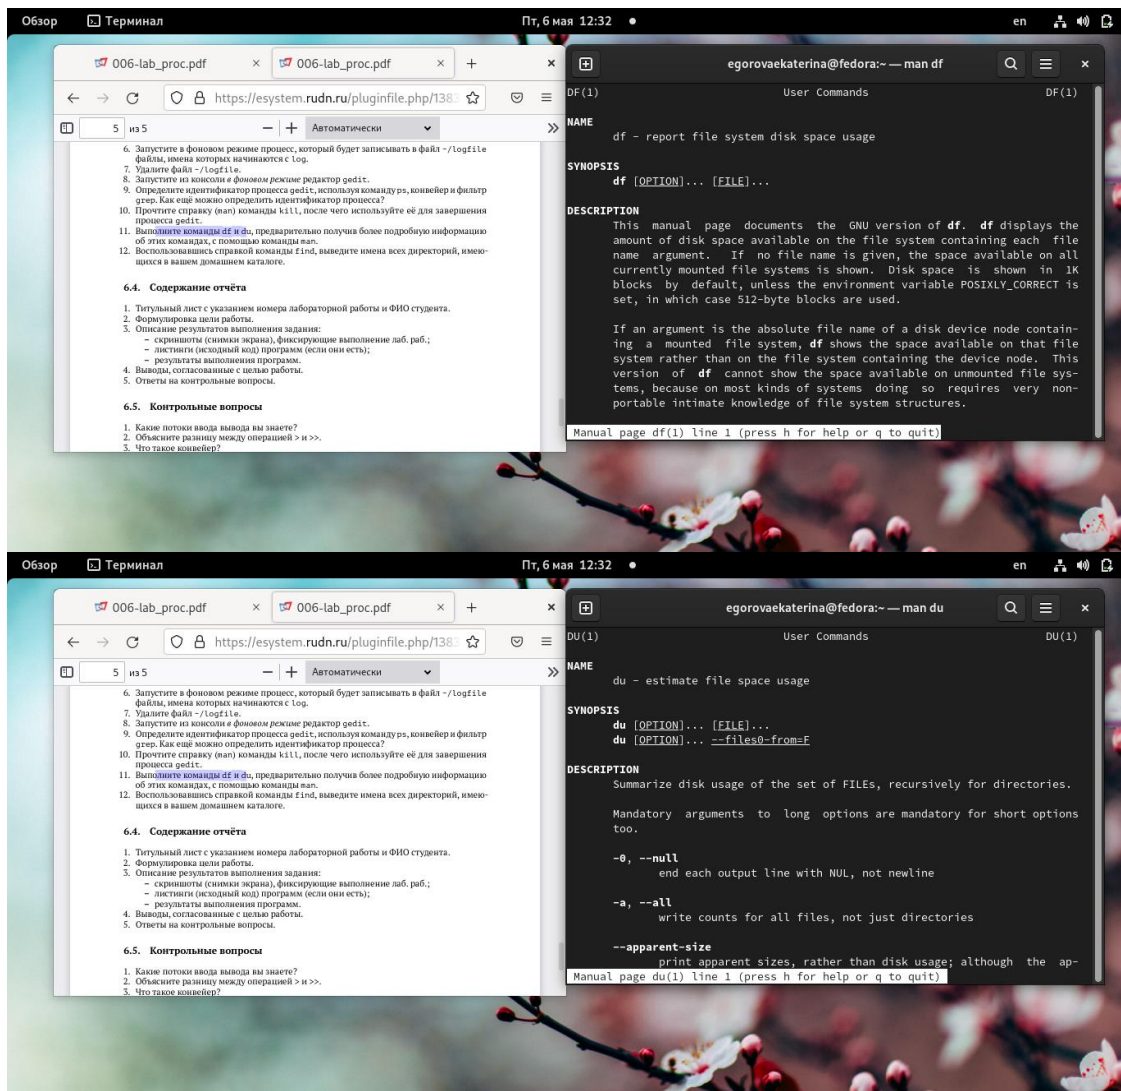 Обзор Терминал Пт, 6 мая 12:32 en
006-lab_proc.pdf × 006-lab_proc.pdf × + ×
https://esystem.rudn.ru/pluginfile.php/1383
5 из 5 Автоматически
6. Запустите в фоновом режиме процесс, который будет записывать в файл ~/logfile
файлы, имена которых начинаются с log.
7. Удалите файл ~/logfile.
8. Запустите из консоли в фоновом режиме редактор gedit.
9. Определите идентификатор процесса gedit, используя команду ps, конвейер и фильтр
grep. Как ещё можно определить идентификатор процесса?
10. Прочтите справку (man) команды kill, после чего используйте её для завершения
процесса gedit.
11. Выполните команды df и du, предварительно получив более подробную информацию
об этих командах, с помощью команды man.
12. Воспользовавшись справкой команды find, выведите имена всех директорий, имею-
щихся в вашем домашнем каталоге.
6.4. Содержание отчёта
1. Титульный лист с указанием номера лабораторной работы и ФИО студента.
2. Формулировка цели работы.
3. Описание результатов выполнения задания:
– скриншоты (снимки экрана), фиксирующие выполнение лаб. раб.;
– листинги (исходный код) программ (если они есть);
– результаты выполнения программ.
4. Выводы, согласованные с целью работы.
5. Ответы на контрольные вопросы.
6.5. Контрольные вопросы
1. Какие потоки ввода вывода вы знаете?
2. Объясните разницу между операцией > и >>.
3. Что такое конвейер?
egorovaekaterina@fedora:~ — man df
DF(1) User Commands DF(1)
NAME
df - report file system disk space usage
SYNOPSIS
df [OPTION]... [FILE]...
DESCRIPTION
This manual page documents the GNU version of df. df displays the
amount of disk space available on the file system containing each file
name argument. If no file name is given, the space available on all
currently mounted file systems is shown. Disk space is shown in 1K
blocks by default, unless the environment variable POSIXLY_CORRECT is
set, in which case 512-byte blocks are used.
If an argument is the absolute file name of a disk device node contain-
ing a mounted file system, df shows the space available on that file
system rather than on the file system containing the device node. This
version of df cannot show the space available on unmounted file sys-
tems, because on most kinds of systems doing so requires very non-
portable intimate knowledge of file system structures.
Manual page df(1) line 1 (press h for help or q to quit)
Обзор Терминал Пт, 6 мая 12:32 en
006-lab_proc.pdf × 006-lab_proc.pdf × + ×
https://esystem.rudn.ru/pluginfile.php/1383
5 из 5 Автоматически
6. Запустите в фоновом режиме процесс, который будет записывать в файл ~/logfile
файлы, имена которых начинаются с log.
7. Удалите файл ~/logfile.
8. Запустите из консоли в фоновом режиме редактор gedit.
9. Определите идентификатор процесса gedit, используя команду ps, конвейер и фильтр
grep. Как ещё можно определить идентификатор процесса?
10. Прочтите справку (man) команды kill, после чего используйте её для завершения
процесса gedit.
11. Выполните команды df и du, предварительно получив более подробную информацию
об этих командах, с помощью команды man.
12. Воспользовавшись справкой команды find, выведите имена всех директорий, имею-
щихся в вашем домашнем каталоге.
6.4. Содержание отчёта
1. Титульный лист с указанием номера лабораторной работы и ФИО студента.
2. Формулировка цели работы.
3. Описание результатов выполнения задания:
– скриншоты (снимки экрана), фиксирующие выполнение лаб. раб.;
– листинги (исходный код) программ (если они есть);
– результаты выполнения программ.
4. Выводы, согласованные с целью работы.
5. Ответы на контрольные вопросы.
6.5. Контрольные вопросы
1. Какие потоки ввода вывода вы знаете?
2. Объясните разницу между операцией > и >>.
3. Что такое конвейер?
egorovaekaterina@fedora:~ — man du
DU(1) User Commands DU(1)
NAME
du - estimate file space usage
SYNOPSIS
du [OPTION]... [FILE]...
du [OPTION]... --files0-from=F
DESCRIPTION
Summarize disk usage of the set of FILEs, recursively for directories.
Mandatory arguments to long options are mandatory for short options
too.
-0, --null
end each output line with NUL, not newline
-a, --all
write counts for all files, not just directories
--apparent-size
print apparent sizes, rather than disk usage; although the ap-
Manual page du(1) line 1 (press h for help or q to quit)